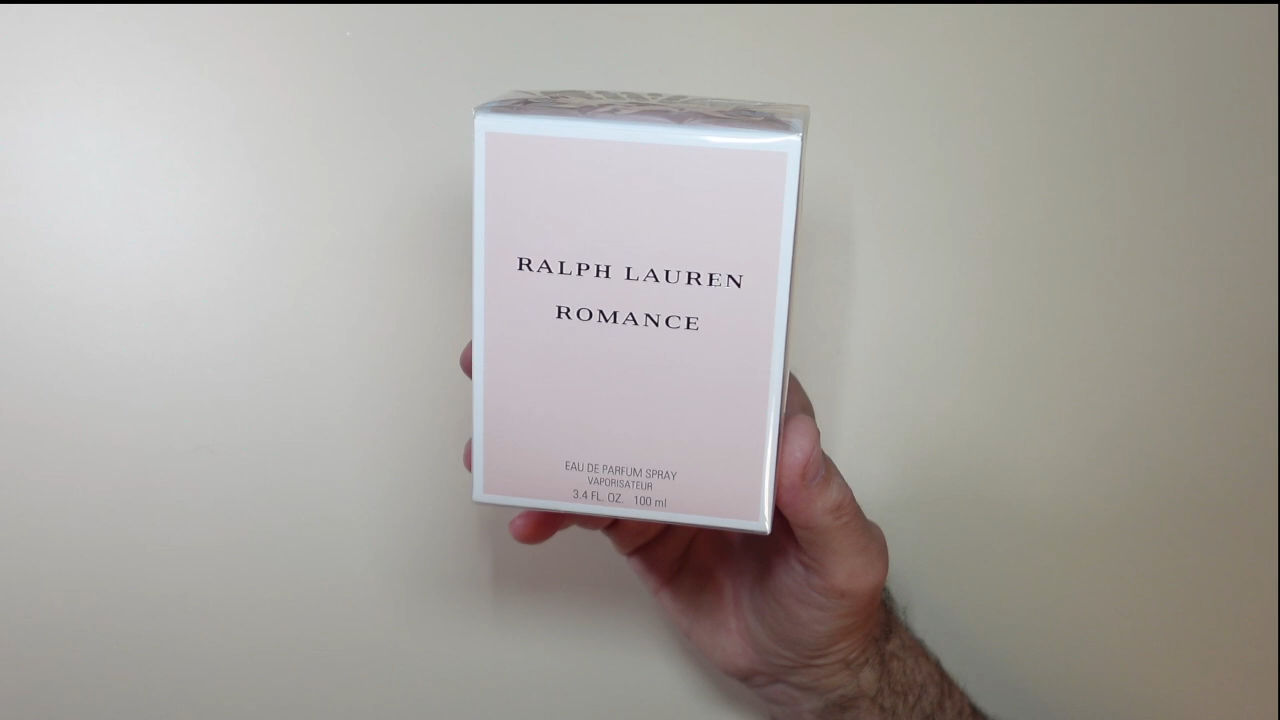 RALPH LAUREN
ROMANCE
EAU DE PARFUM SPRAY
VAPORISATEUR
3.4 FL. OZ. 100 ml